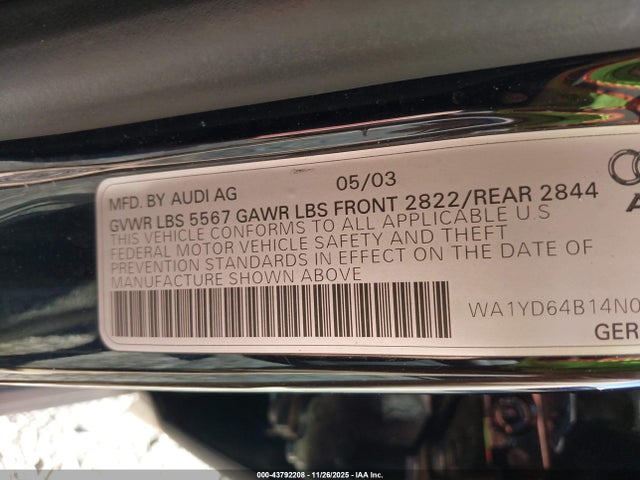 MFD. BY AUDI AG 05/03
GVWR LBS 5567 GAWR LBS FRONT 2822/REAR 2844
THIS VEHICLE CONFORMS TO ALL APPLICABLE U.S
FEDERAL MOTOR VEHICLE SAFETY AND THEFT
PREVENTION STANDARDS IN EFFECT ON THE DATE OF
MANUFACTURE SHOWN ABOVE
WA1YD64B14N0
GER
000-43792208 - 11/26/2025 - IAA Inc.